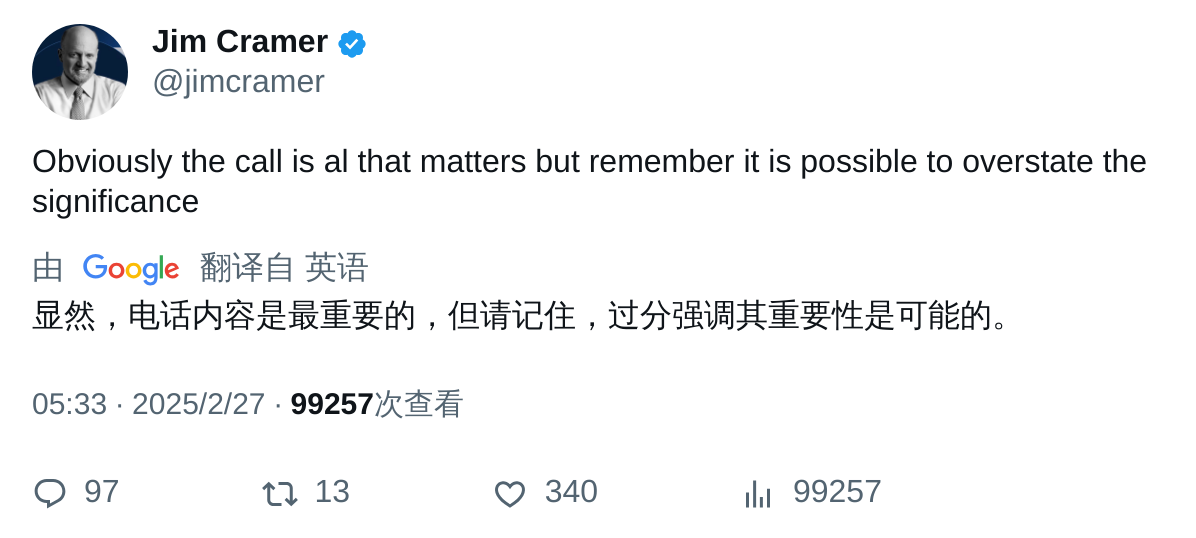 Jim Cramer
@jimcramer
Obviously the call is al that matters but remember it is possible to overstate the
significance
由 Google 翻译自 英语
显然，电话内容是最重要的，但请记住，过分强调其重要性是可能的。
05:33 · 2025/2/27 · 99257次查看
97 13 340 99257